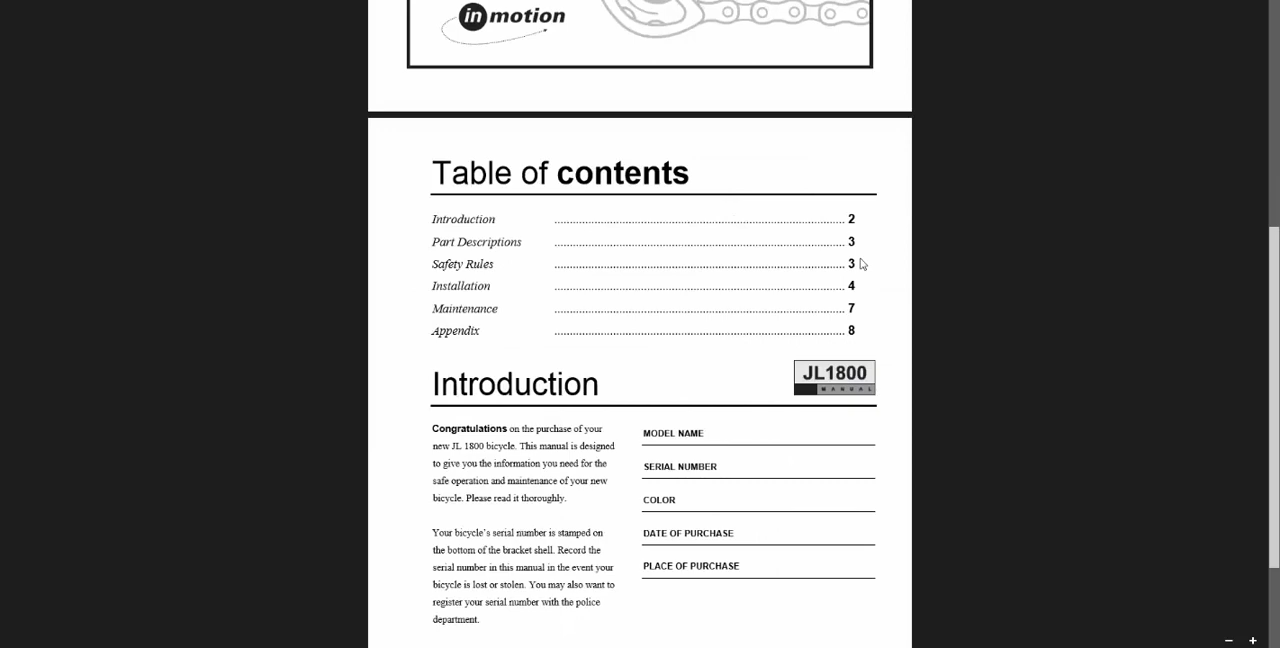 in motion
Table of contents
Introduction ........ 2
Part Descriptions ........ 3
Safety Rules ........ 3
Installation ........ 4
Maintenance ........ 7
Appendix ........ 8
Introduction
JL1800
MANUAL
Congratulations on the purchase of your
new JL 1800 bicycle. This manual is designed
to give you the information you need for the
safe operation and maintenance of your new
bicycle. Please read it thoroughly.
Your bicycle's serial number is stamped on
the bottom of the bracket shell. Record the
serial number in this manual in the event your
bicycle is lost or stolen. You may also want to
register your serial number with the police
department.
MODEL NAME
SERIAL NUMBER
COLOR
DATE OF PURCHASE
PLACE OF PURCHASE